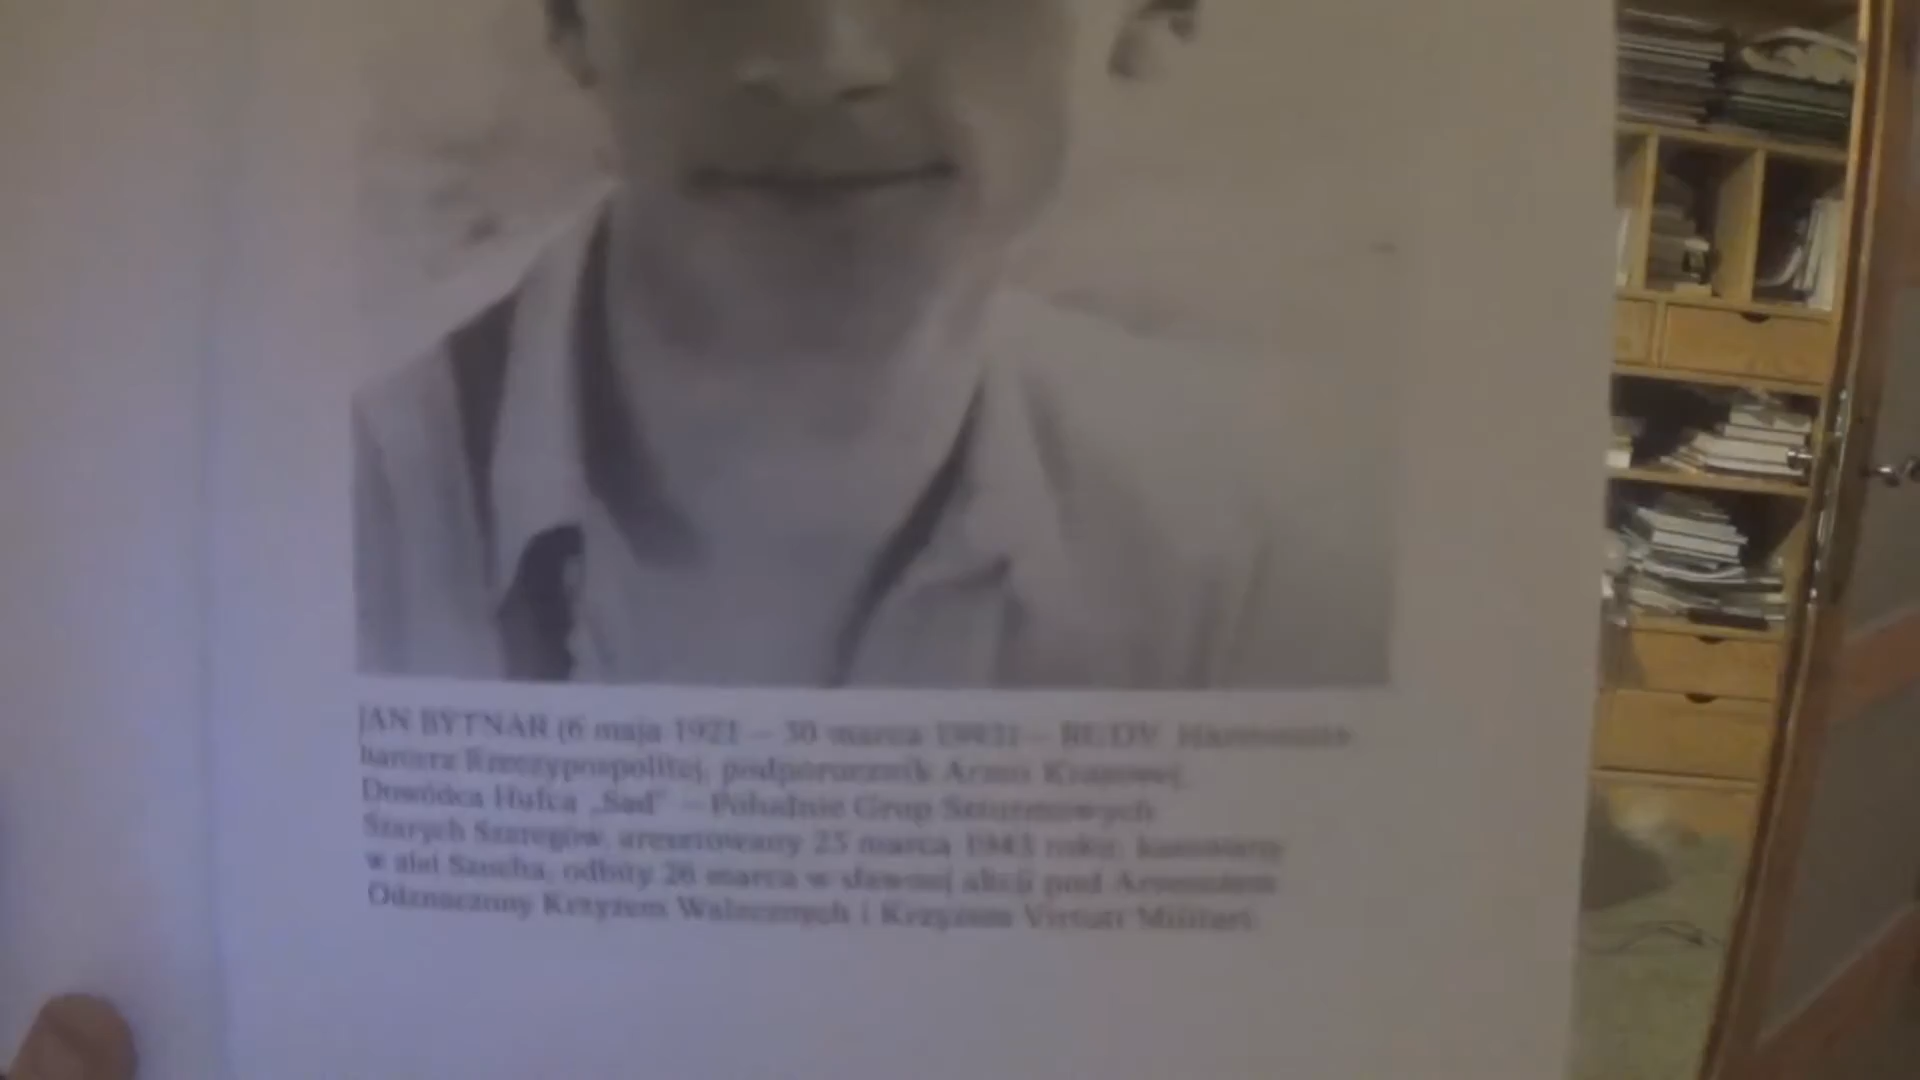 JAN BYTNAR (6 maja 1921 – 30 marca 1943) – RUDY
harcerz Rzeczypospolitej, podporucznik Armii Krajowej.
Dowódca Hufca „Sad” – Południe Grup Szturmowych
Szarych Szeregów, aresztowany 23 marca 1943 roku, katowany
w alei Szucha, odbity 26 marca w sławnej akcji pod Arsenałem
Odznaczony Krzyżem Walecznych i Krzyżem Virtuti Militari.